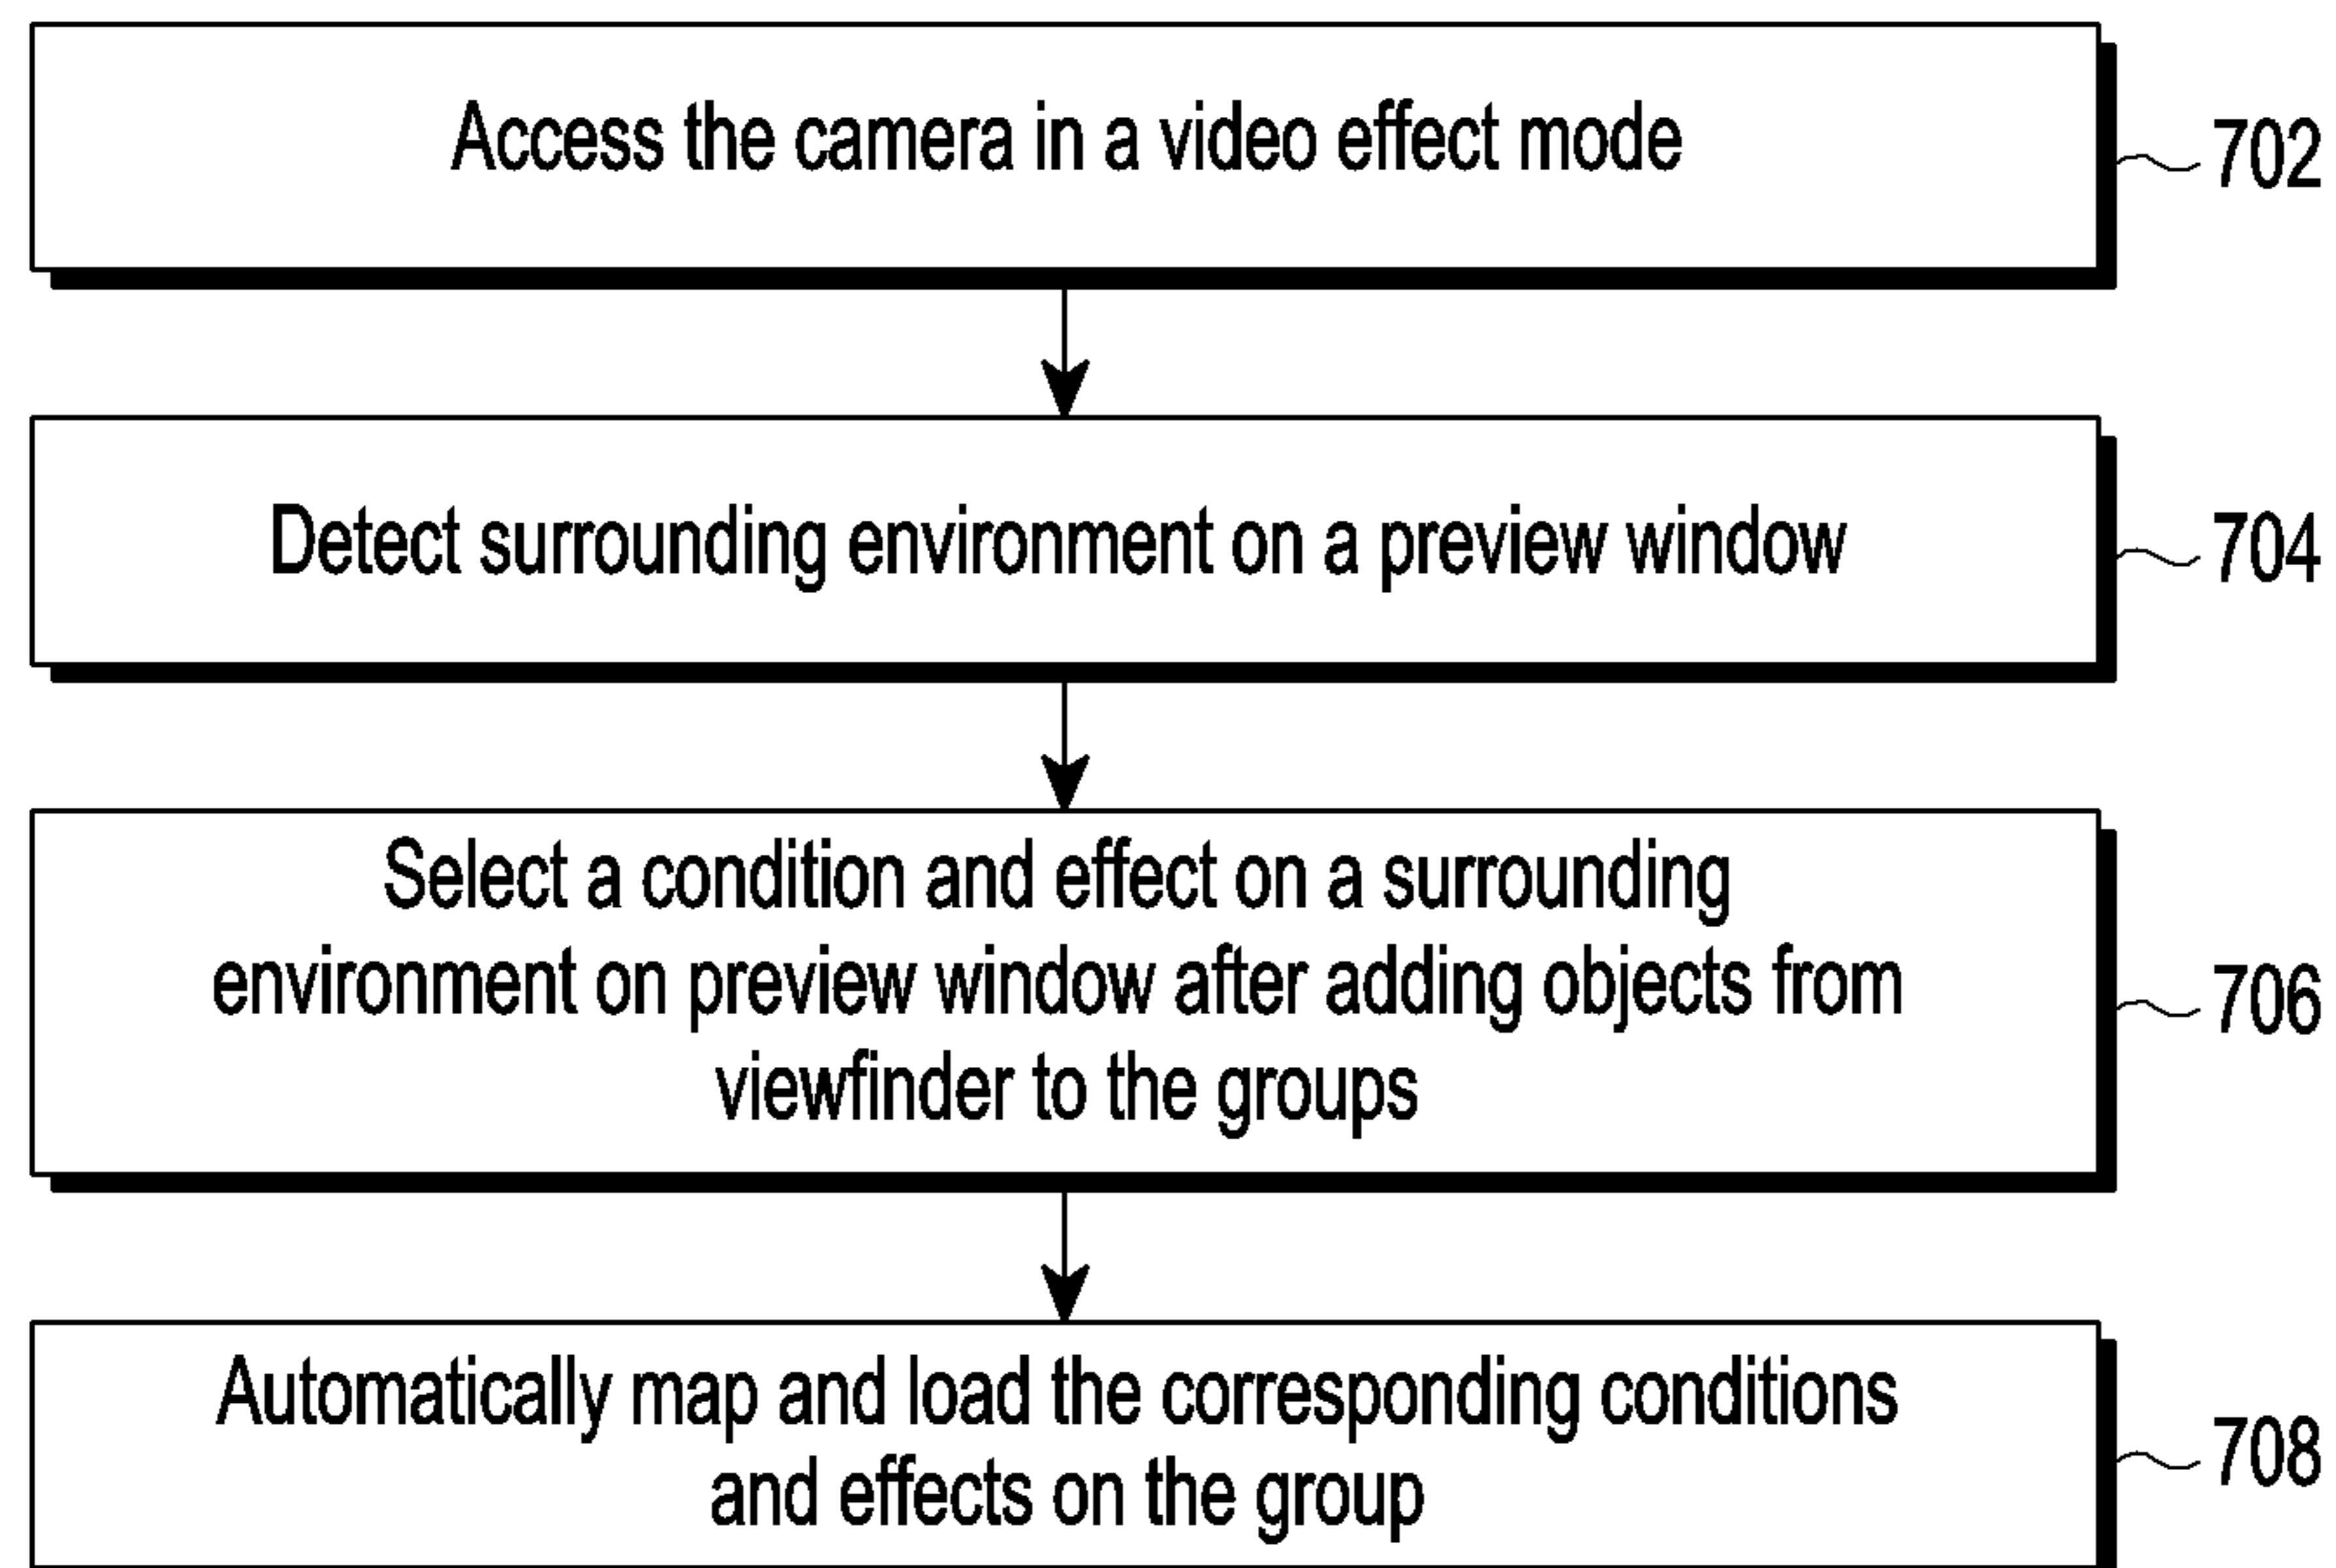 Access the camera in a video effect mode
702
Detect surrounding environment on a preview window
704
Select a condition and effect on a surrounding
environment on preview window after adding objects from
viewfinder to the groups
706
Automatically map and load the corresponding conditions
and effects on the group
708